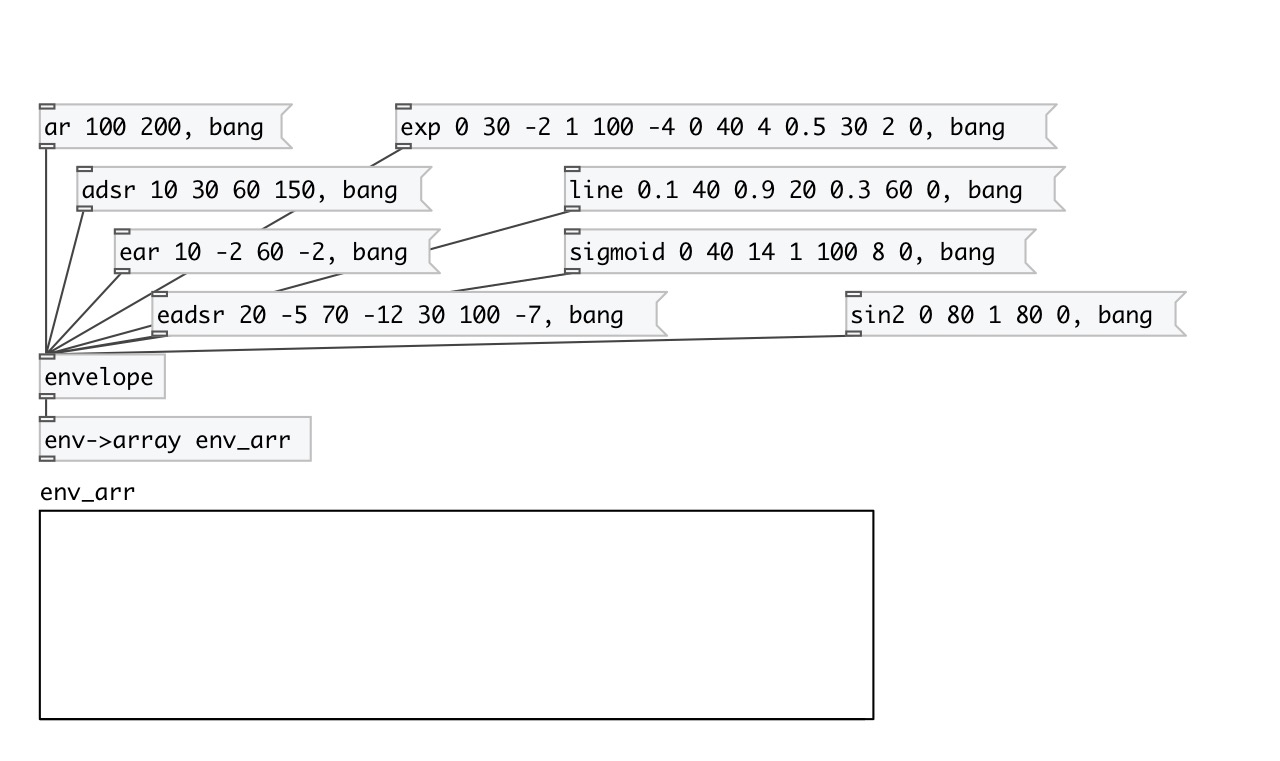 ar 100 200, bang
exp 0 30 -2 1 100 -4 0 40 4 0.5 30 2 0, bang
adsr 10 30 60 150, bang
line 0.1 40 0.9 20 0.3 60 0, bang
ear 10 -2 60 -2, bang
sigmoid 0 40 14 1 100 8 0, bang
eadsr 20 -5 70 -12 30 100 -7, bang
sin2 0 80 1 80 0, bang
envelope
env->array env_arr
env_arr